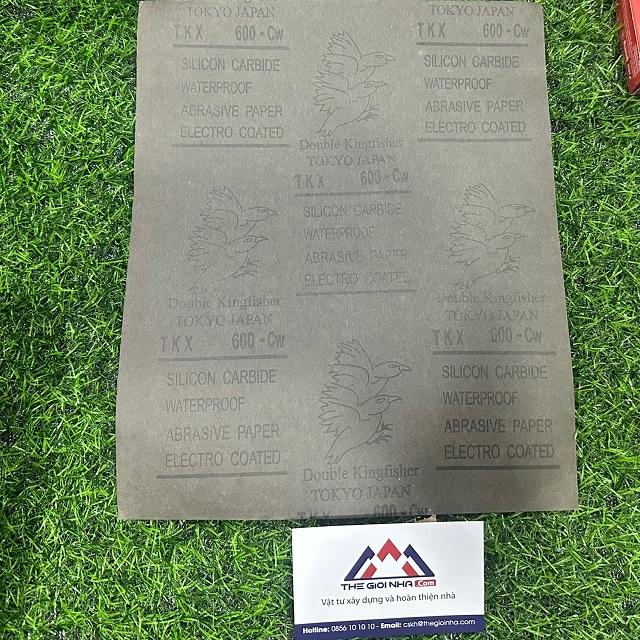 TOKYO JAPAN
TKX 600-Cw
SILICON CARBIDE
WATERPROOF
ABRASIVE PAPER
ELECTRO COATED
TOKYO JAPAN
TKX 600-Cw
SILICON CARBIDE
WATERPROOF
ABRASIVE PAPER
ELECTRO COATED
Double Kingfisher
TOKYO JAPAN
TKX 600-Cw
SILICON CARBIDE
WATERPROOF
ABRASIVE PAPER
ELECTRO COATED
Double Kingfisher
TOKYO JAPAN
TKX 600-Cw
SILICON CARBIDE
WATERPROOF
ABRASIVE PAPER
ELECTRO COATED
Double Kingfisher
TOKYO JAPAN
TKX 600-Cw
SILICON CARBIDE
WATERPROOF
ABRASIVE PAPER
ELECTRO COATED
Double Kingfisher
TOKYO JAPAN
TKX 600-Cw
THE GIOI NHA.Com
Vật tư xây dựng và hoàn thiện nhà
Hotline: 0856 10 10 10 - Email: cskh@thegioinha.com